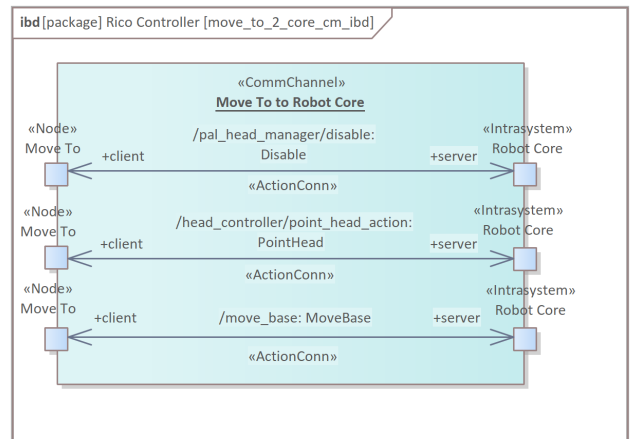 ibd [package] Rico Controller [move_to_2_core_cm_ibd]
«CommChannel»
Move To to Robot Core
«Node»
Move To
+client
/pal_head_manager/disable:
Disable
+server
«Intrasystem»
Robot Core
«ActionConn»
«Node»
Move To
+client
/head_controller/point_head_action:
PointHead
+server
«Intrasystem»
Robot Core
«ActionConn»
«Node»
Move To
+client
/move_base: MoveBase
+server
«Intrasystem»
Robot Core
«ActionConn»